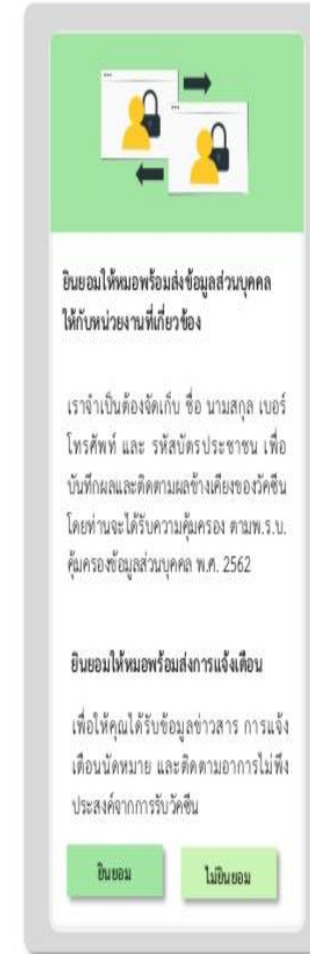 ยินยอมให้หมอพร้อมส่งข้อมูลส่วนบุคคล
ให้กับหน่วยงานที่เกี่ยวข้อง
เราจำเป็นต้องจัดเก็บ ชื่อ นามสกุล เบอร์
โทรศัพท์ และ รหัสบัตรประชาชน เพื่อ
บันทึกผลและติดตามผลข้างเคียงของวัคซีน
โดยท่านจะได้รับความคุ้มครอง ตามพ.ร.บ.
คุ้มครองข้อมูลส่วนบุคคล พ.ศ. 2562
ยินยอมให้หมอพร้อมส่งการแจ้งเตือน
เพื่อให้คุณได้รับข้อมูลข่าวสาร การแจ้ง
เตือนนัดหมาย และติดตามอาการไม่พึง
ประสงค์จากการรับวัคซีน
ยินยอม
ไม่ยินยอม